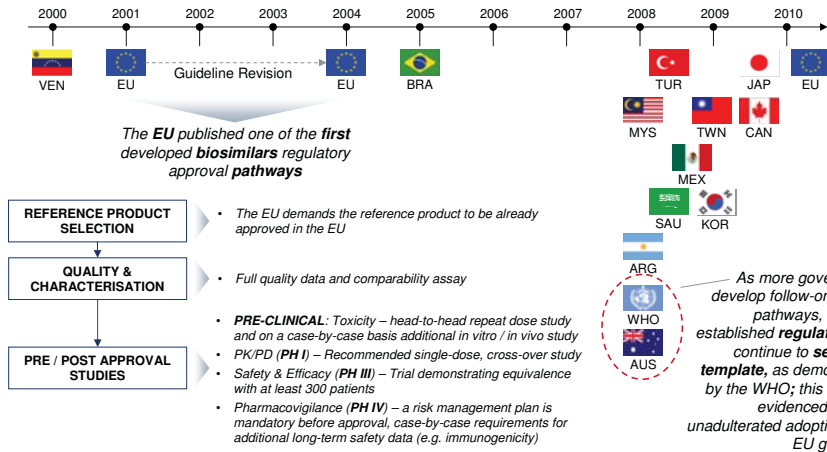 2000 2001 2002 2003 2004 2005 2006 2007 2008 2009 2010
VEN EU Guideline Revision EU BRA TUR JAP EU
MYS TWN CAN
MEX
SAU KOR
ARG
WHO
AUS
The EU published one of the first
developed biosimilars regulatory
approval pathways
REFERENCE PRODUCT
SELECTION
• The EU demands the reference product to be already
approved in the EU
QUALITY &
CHARACTERISATION
• Full quality data and comparability assay
PRE / POST APPROVAL
STUDIES
• PRE-CLINICAL: Toxicity – head-to-head repeat dose study
and on a case-by-case basis additional in vitro / in vivo study
• PK/PD (PH I) – Recommended single-dose, cross-over study
• Safety & Efficacy (PH III) – Trial demonstrating equivalence
with at least 300 patients
• Pharmacovigilance (PH IV) – a risk management plan is
mandatory before approval, case-by-case requirements for
additional long-term safety data (e.g. immunogenicity)
As more gove
develop follow-or
pathways,
established regulat
continue to se
template, as demo
by the WHO; this
evidenced
unadulterated adopti
EU g